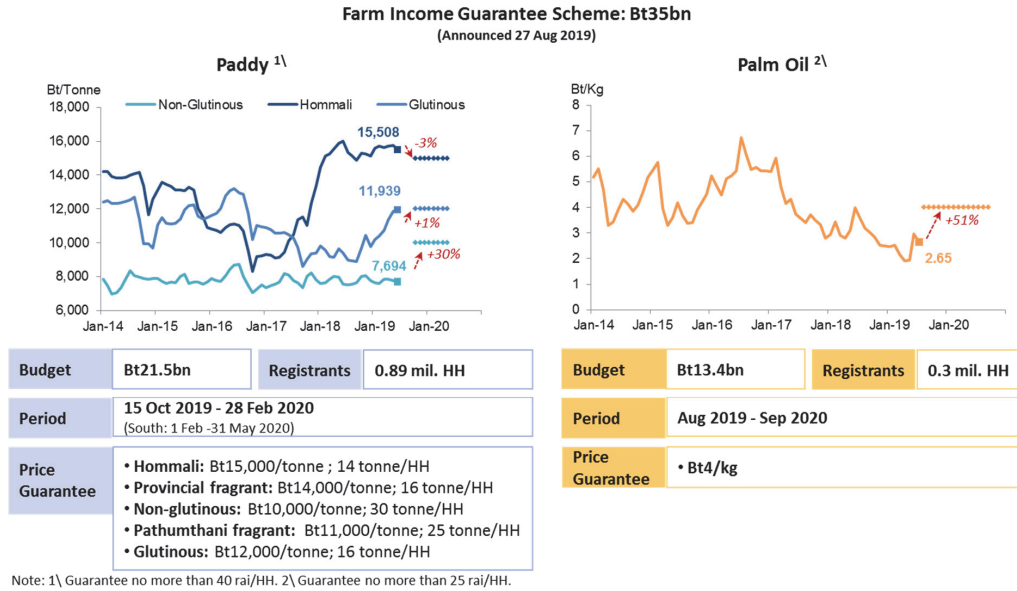 Farm Income Guarantee Scheme: Bt35bn
(Announced 27 Aug 2019)
Paddy 1\
Bt/Tonne
Non-Glutinous
Hommali
Glutinous
18,000
16,000
14,000
12,000
10,000
8,000
6,000
15,508
-3%
11,939
+1%
7,694
+30%
Jan-14
Jan-15
Jan-16
Jan-17
Jan-18
Jan-19
Jan-20
Budget
Bt21.5bn
Registrants
0.89 mil. HH
Period
15 Oct 2019 - 28 Feb 2020
(South: 1 Feb -31 May 2020)
Price
Guarantee
• Hommali: Bt15,000/tonne ; 14 tonne/HH
• Provincial fragrant: Bt14,000/tonne; 16 tonne/HH
• Non-glutinous: Bt10,000/tonne; 30 tonne/HH
• Pathumthani fragrant: Bt11,000/tonne; 25 tonne/HH
• Glutinous: Bt12,000/tonne; 16 tonne/HH
Palm Oil 2\
Bt/Kg
8
7
6
5
4
3
2
1
0
+51%
2.65
Jan-14
Jan-15
Jan-16
Jan-17
Jan-18
Jan-19
Jan-20
Budget
Bt13.4bn
Registrants
0.3 mil. HH
Period
Aug 2019 - Sep 2020
Price
Guarantee
• Bt4/kg
Note: 1\ Guarantee no more than 40 rai/HH. 2\ Guarantee no more than 25 rai/HH.